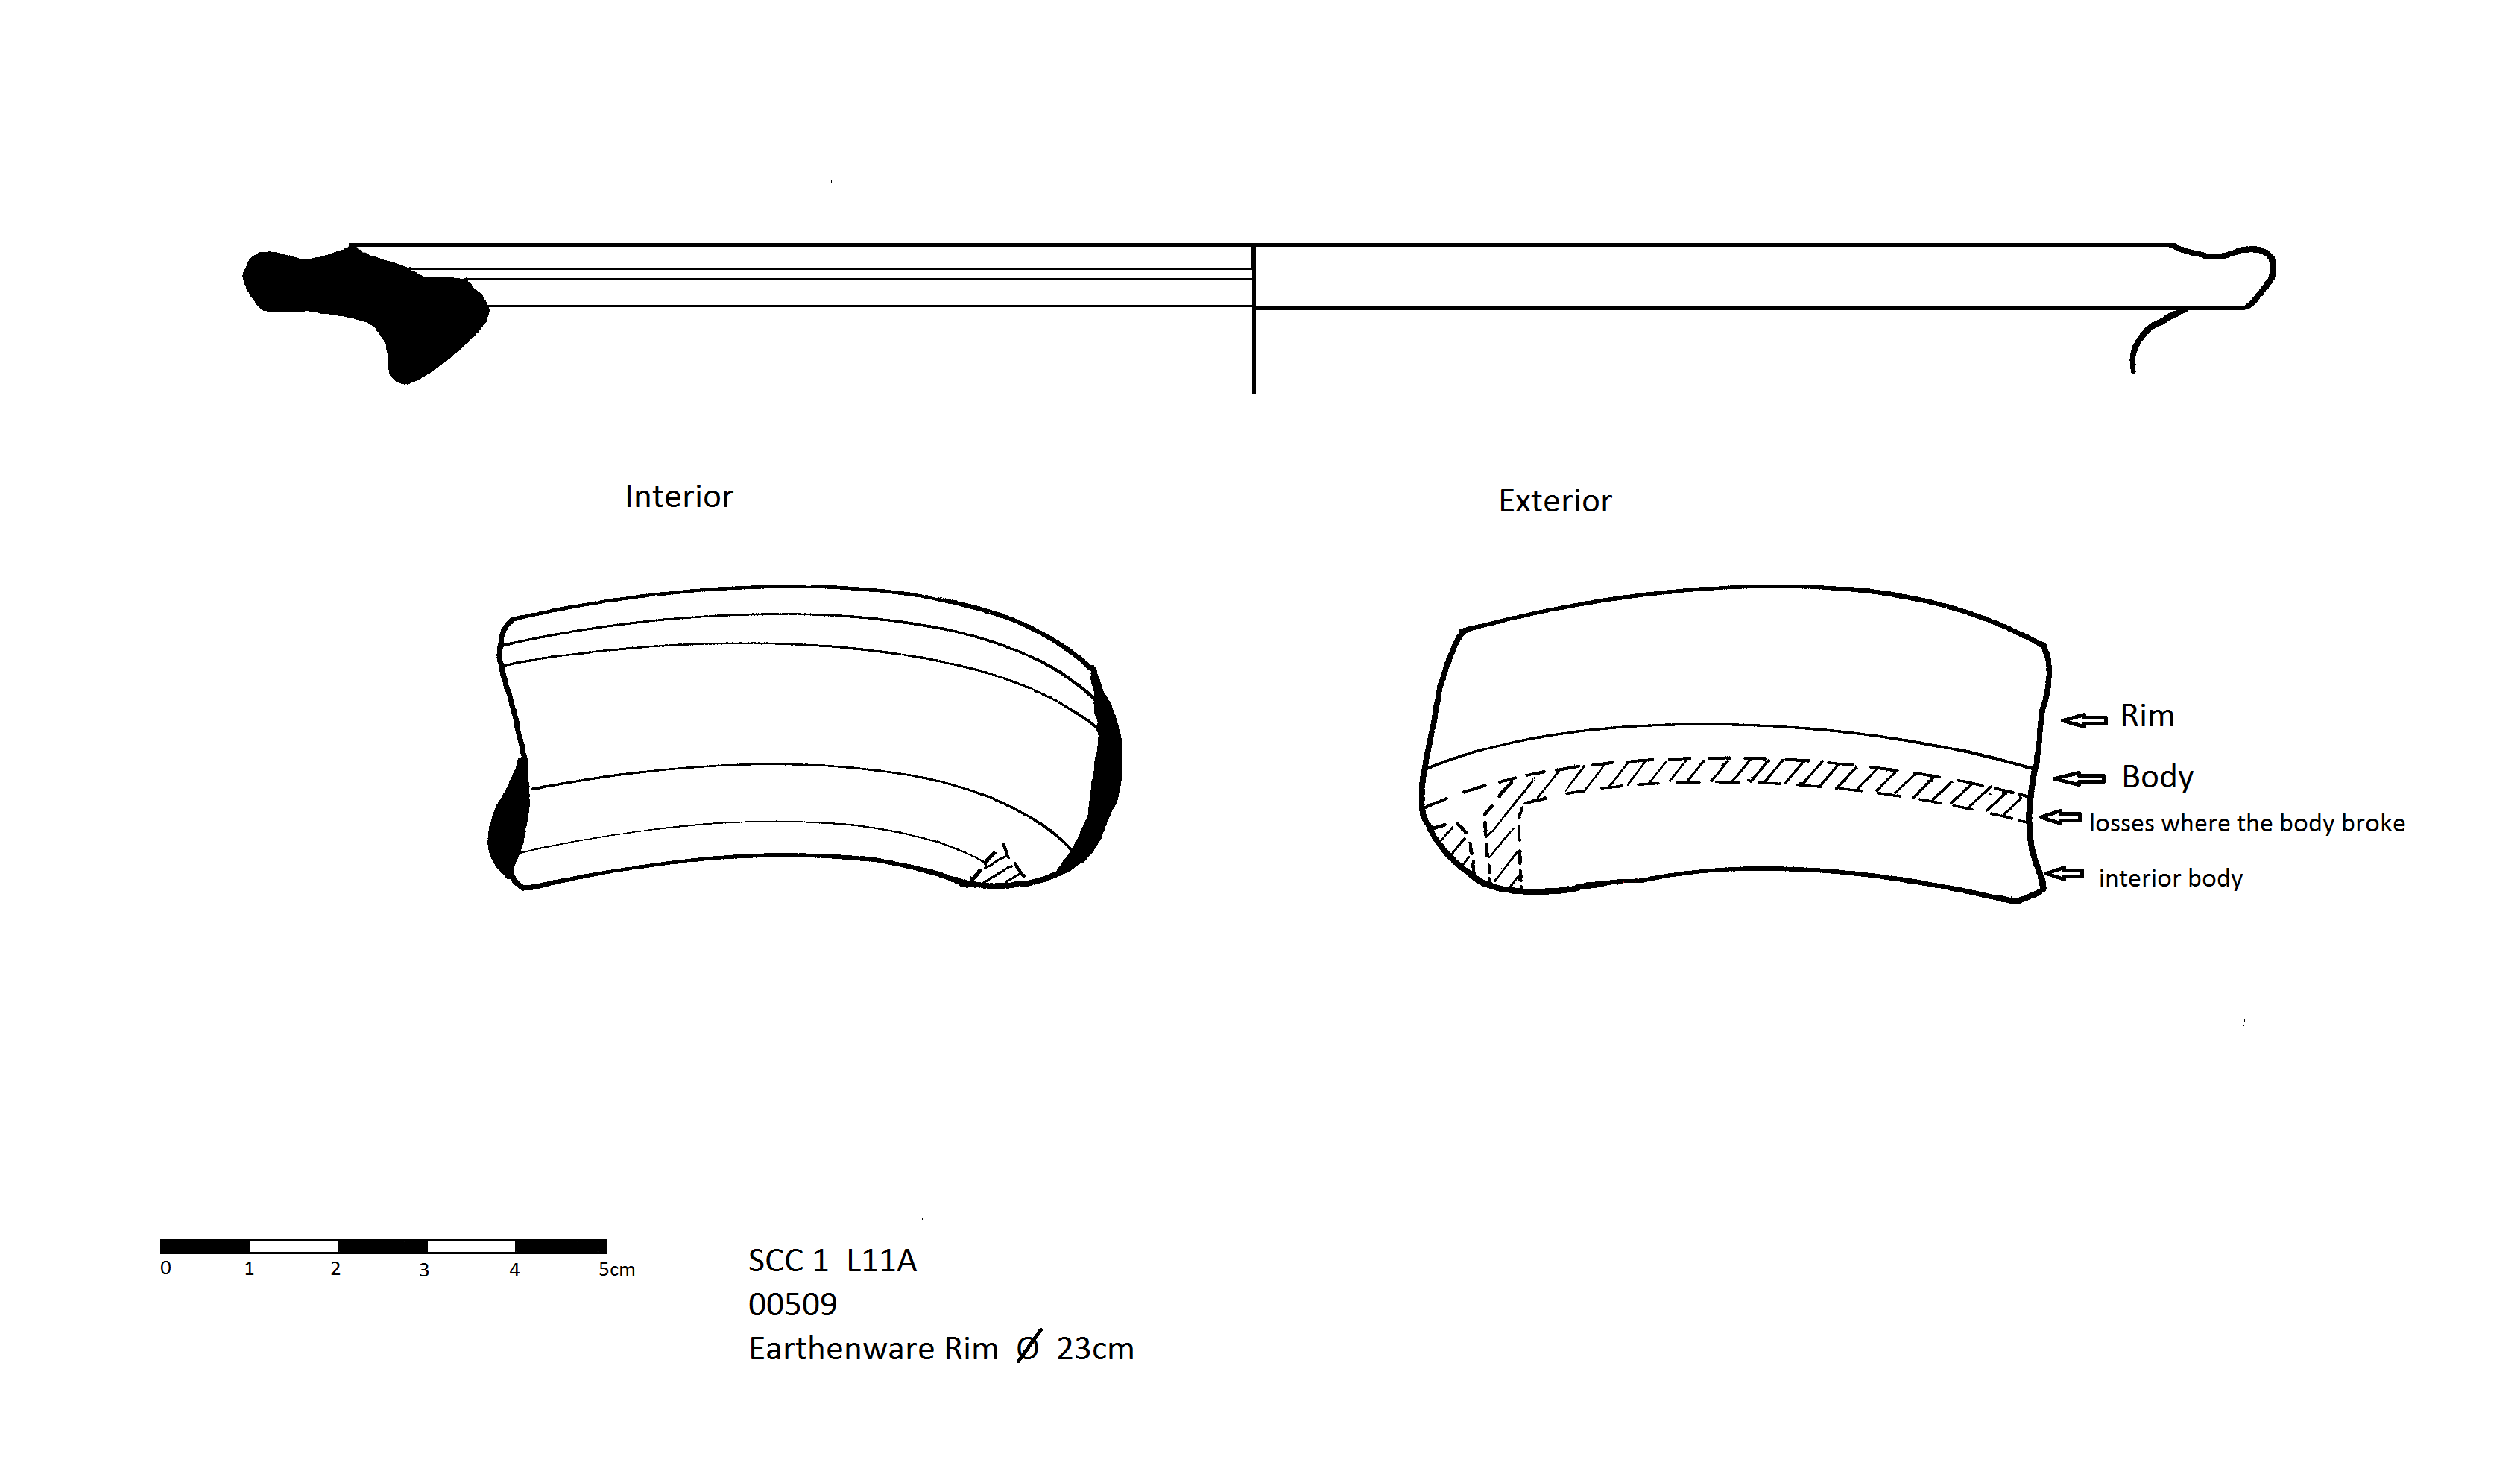 Interior
Exterior
Rim
Body
losses where the body broke
interior body
0 1 2 3 4 5cm
SCC 1 L11A
00509
Earthenware Rim Ø 23cm